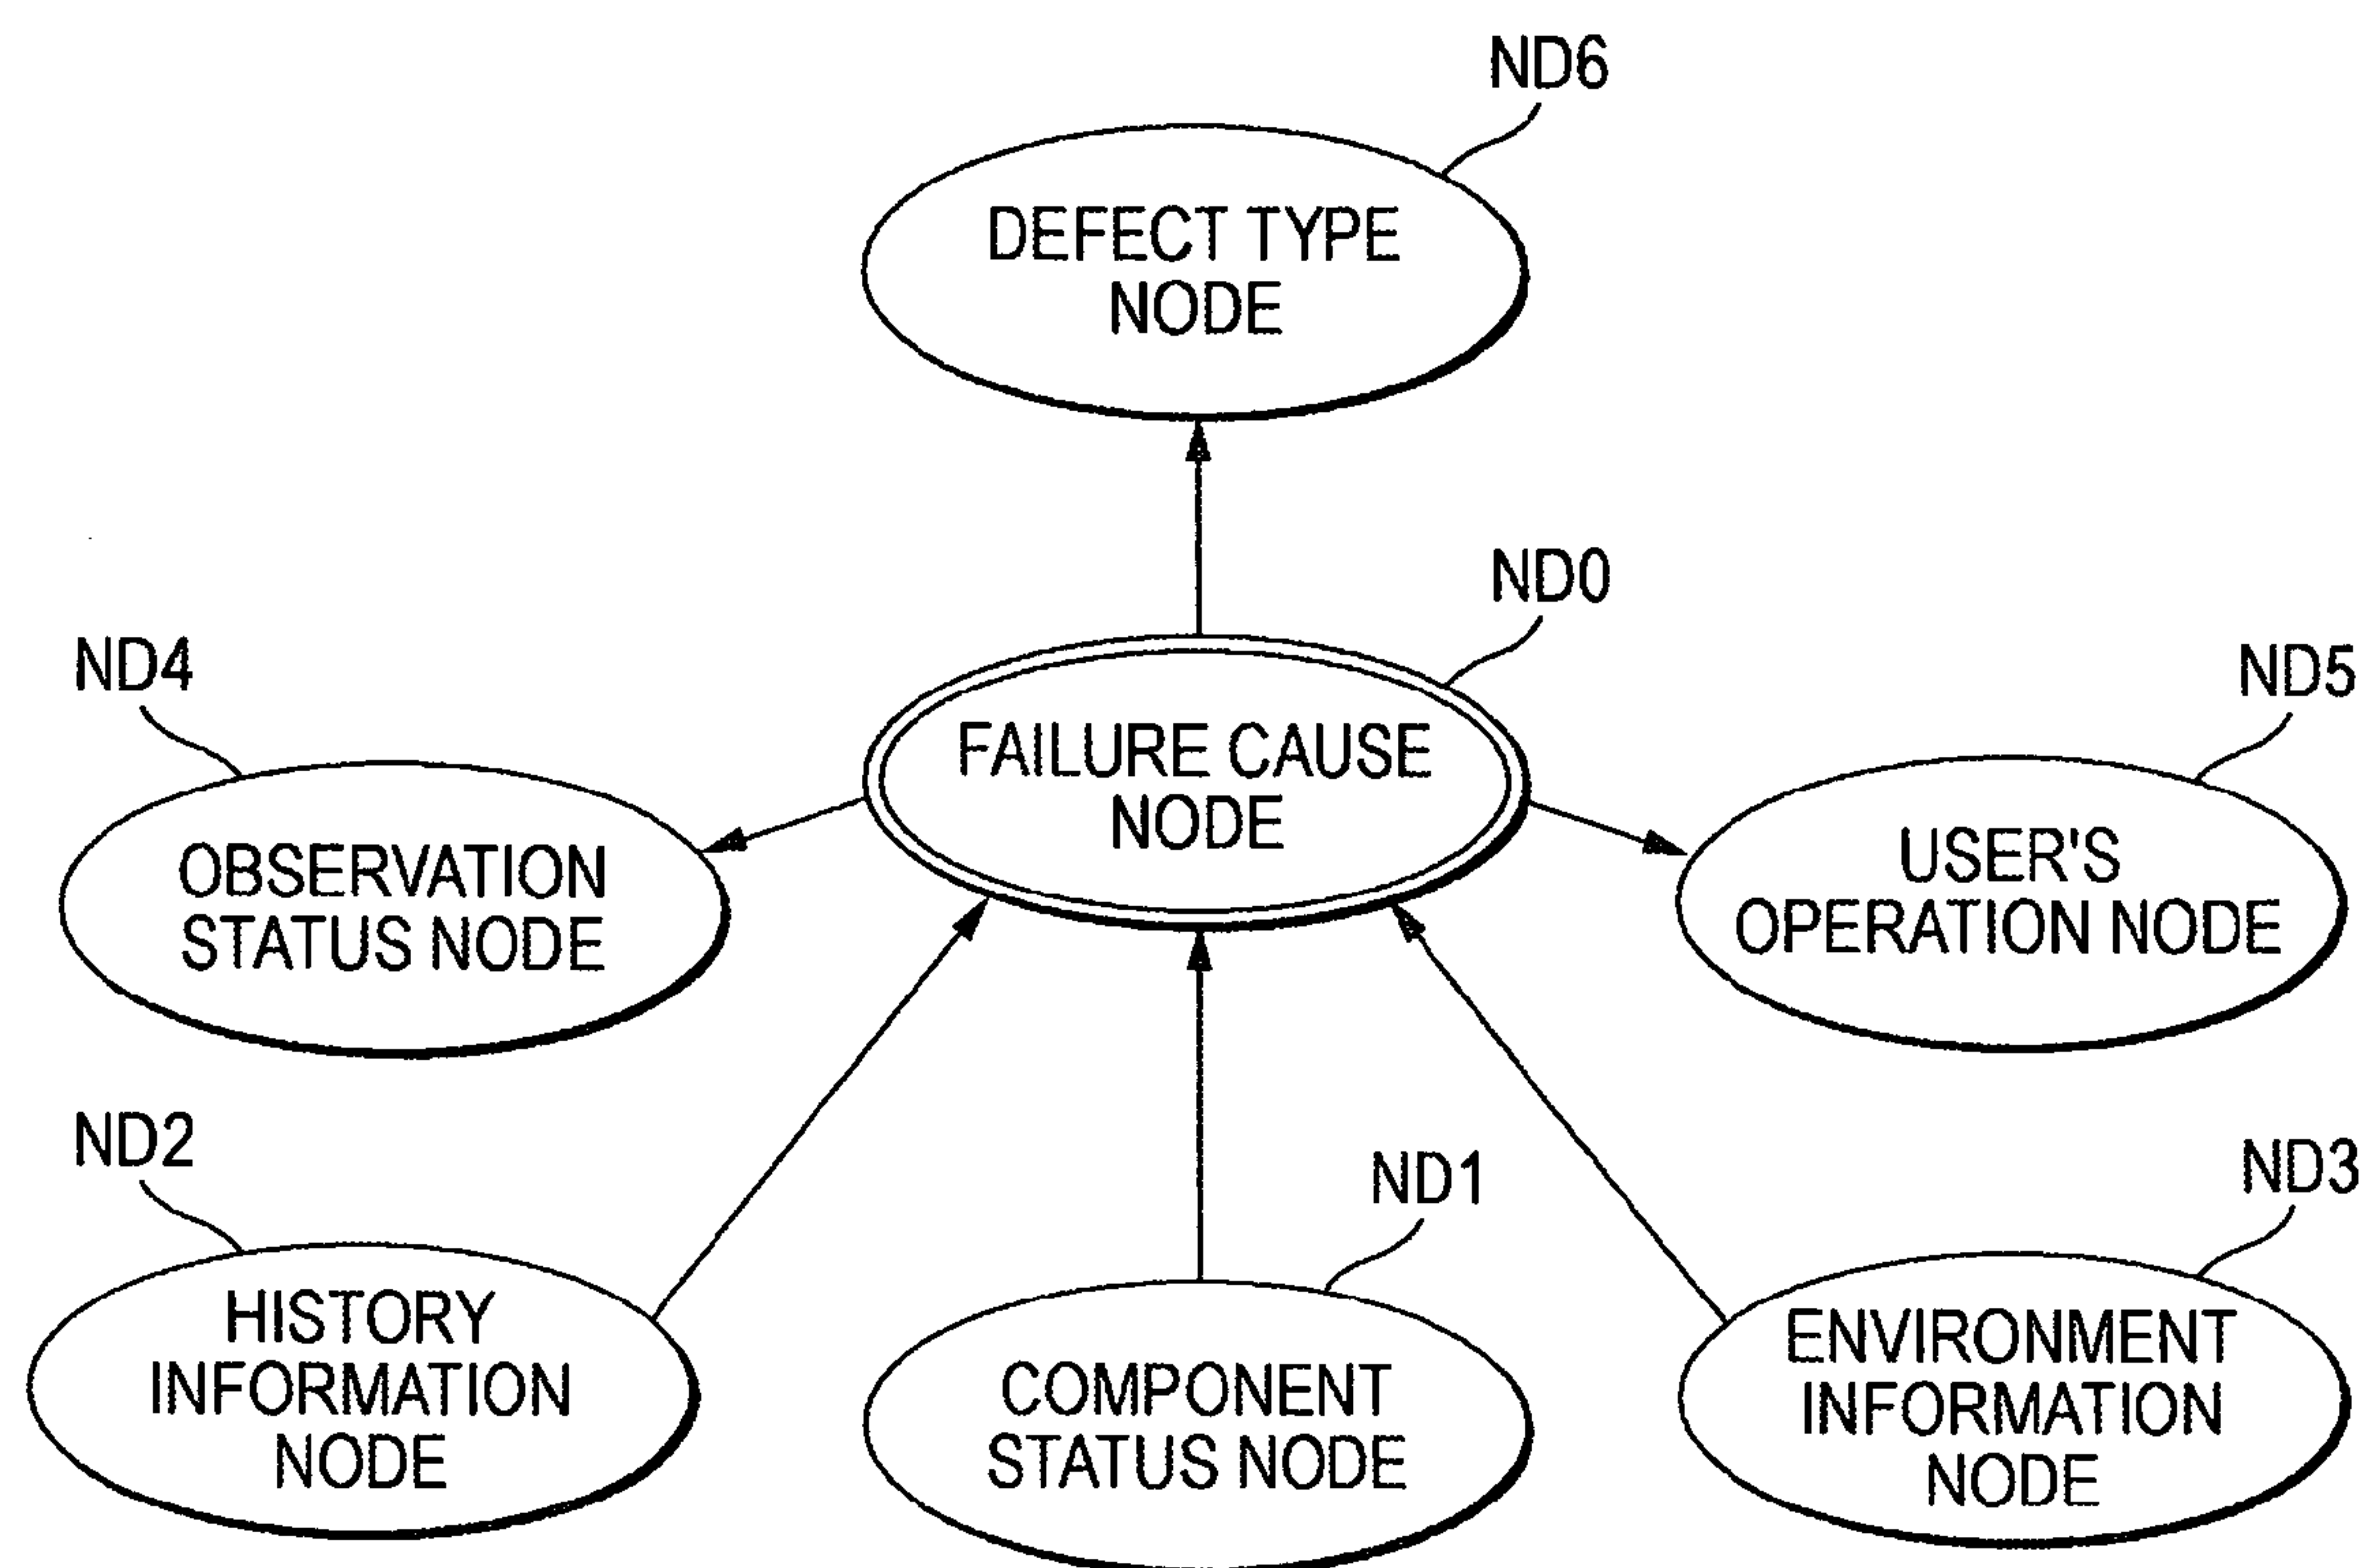 ND6
DEFECT TYPE
NODE
ND0
FAILURE CAUSE
NODE
ND4
OBSERVATION
STATUS NODE
ND5
USER'S
OPERATION NODE
ND2
HISTORY
INFORMATION
NODE
ND1
COMPONENT
STATUS NODE
ND3
ENVIRONMENT
INFORMATION
NODE